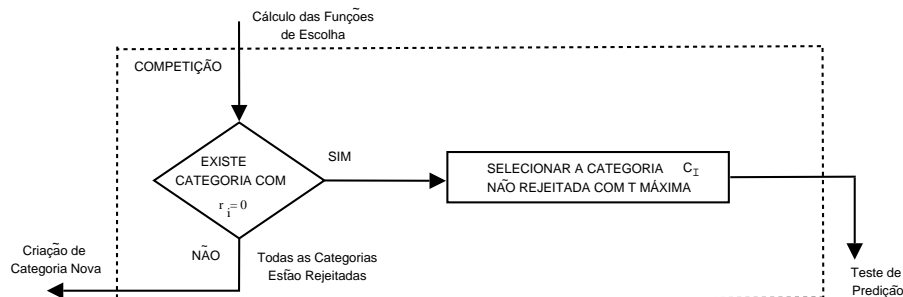 Cálculo das Funções
de Escolha
COMPETIÇÃO
EXISTE
CATEGORIA COM
r i = 0
SIM
SELECIONAR A CATEGORIA C I
NÃO REJEITADA COM T MÁXIMA
NÃO
Todas as Categorias
Estão Rejeitadas
Criação de
Categoria Nova
Teste de
Predição